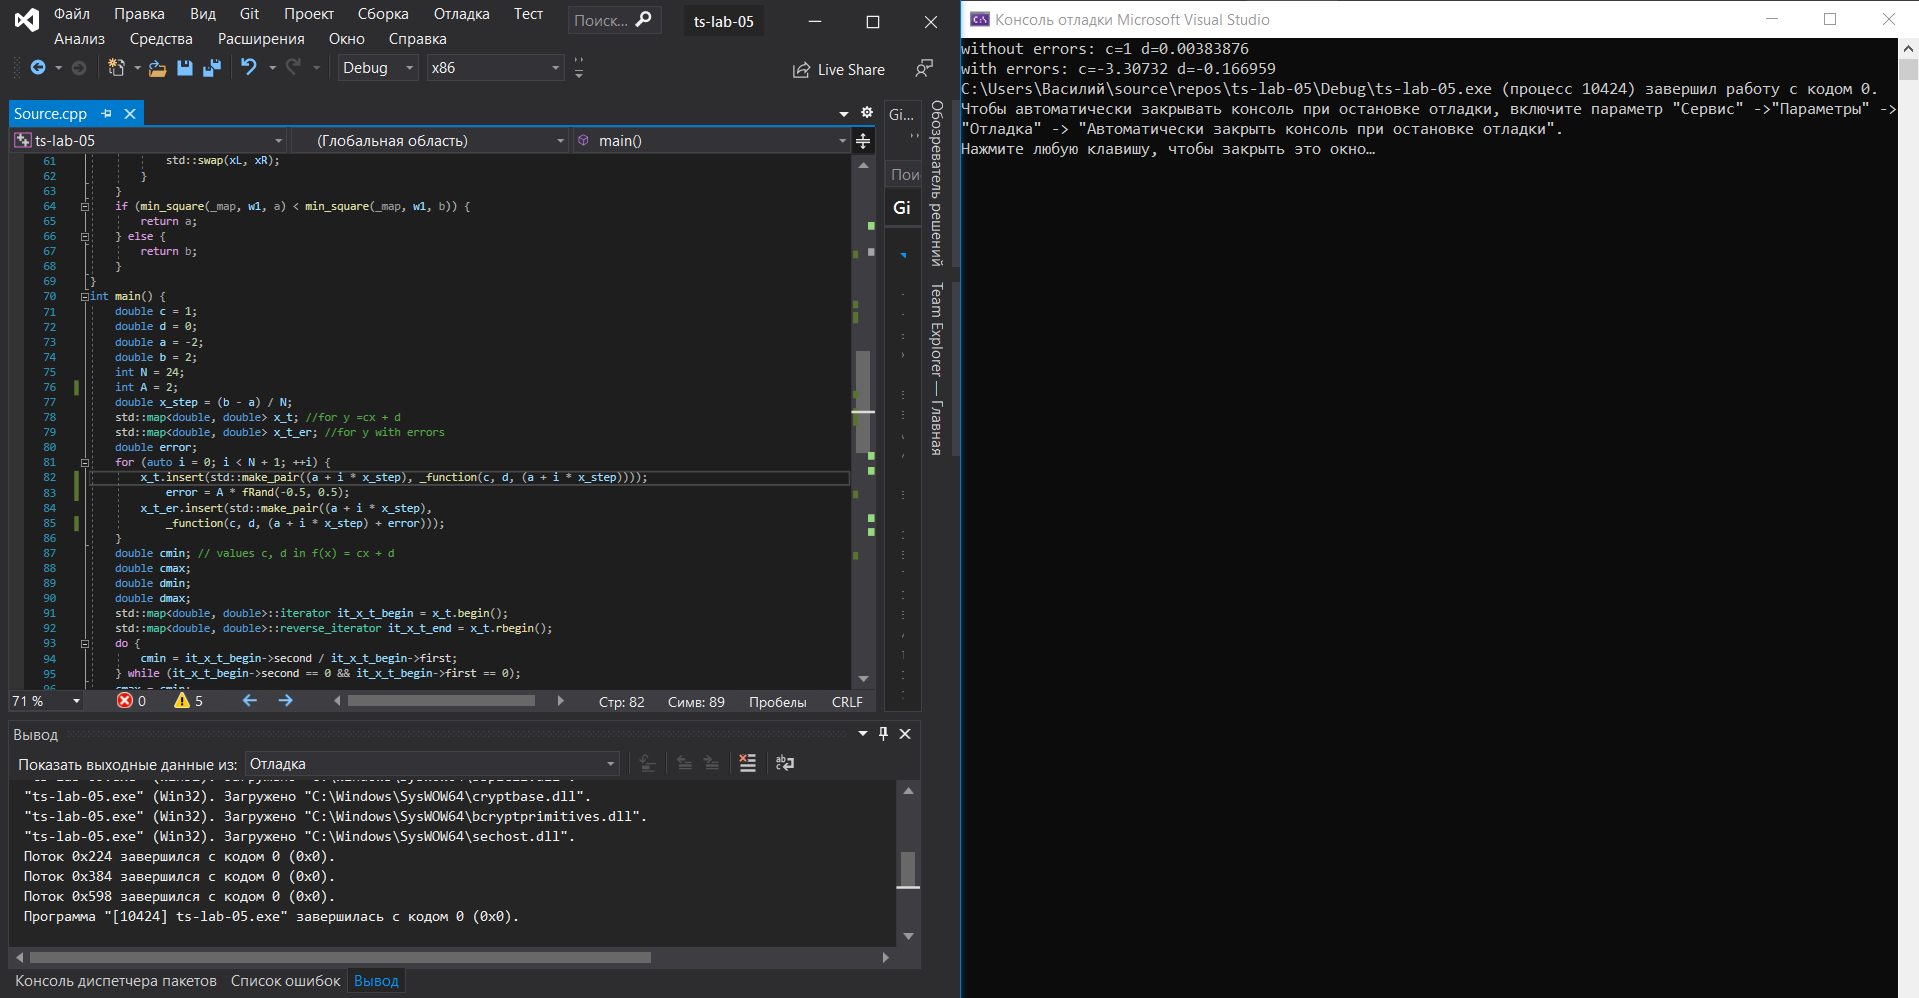 Файл Правка Вид Git Проект Сборка Отладка Тест Поиск... ts-lab-05
Анализ Средства Расширения Окно Справка
Debug x86 Live Share
Source.cpp Gi...
ts-lab-05 (Глобальная область) main()
61 std::swap(xL, xR);
62 }
63 }
64 if (min_square(_map, w1, a) < min_square(_map, w1, b)) {
65 return a;
66 } else {
67 return b;
68 }
69 }
70 int main() {
71 double c = 1;
72 double d = 0;
73 double a = -2;
74 double b = 2;
75 int N = 24;
76 int A = 2;
77 double x_step = (b - a) / N;
78 std::map<double, double> x_t; //for y =cx + d
79 std::map<double, double> x_t_er; //for y with errors
80 double error;
81 for (auto i = 0; i < N + 1; ++i) {
82 x_t.insert(std::make_pair((a + i * x_step), _function(c, d, (a + i * x_step))));
83 error = A * fRand(-0.5, 0.5);
84 x_t_er.insert(std::make_pair((a + i * x_step),
85 _function(c, d, (a + i * x_step) + error)));
86 }
87 double cmin; // values c, d in f(x) = cx + d
88 double cmax;
89 double dmin;
90 double dmax;
91 std::map<double, double>::iterator it_x_t_begin = x_t.begin();
92 std::map<double, double>::reverse_iterator it_x_t_end = x_t.rbegin();
93 do {
94 cmin = it_x_t_begin->second / it_x_t_begin->first;
95 } while (it_x_t_begin->second == 0 && it_x_t_begin->first == 0);
96 cmax = cmin;
71 % 0 5 Стр: 82 Симв: 89 Пробелы CRLF
Пои
Gi
Обозреватель решений
Team Explorer — Главная
Вывод
Показать выходные данные из: Отладка
"ts-lab-05.exe" (Win32). Загружено "C:\Windows\SysWOW64\cryptbase.dll".
"ts-lab-05.exe" (Win32). Загружено "C:\Windows\SysWOW64\bcryptprimitives.dll".
"ts-lab-05.exe" (Win32). Загружено "C:\Windows\SysWOW64\sechost.dll".
Поток 0x224 завершился с кодом 0 (0x0).
Поток 0x384 завершился с кодом 0 (0x0).
Поток 0x598 завершился с кодом 0 (0x0).
Программа "[10424] ts-lab-05.exe" завершилась с кодом 0 (0x0).
Консоль диспетчера пакетов Список ошибок Вывод
Консоль отладки Microsoft Visual Studio
without errors: c=1 d=0.00383876
with errors: c=-3.30732 d=-0.166959
C:\Users\Василий\source\repos\ts-lab-05\Debug\ts-lab-05.exe (процесс 10424) завершил работу с кодом 0.
Чтобы автоматически закрывать консоль при остановке отладки, включите параметр "Сервис" ->"Параметры" ->
"Отладка" -> "Автоматически закрыть консоль при остановке отладки".
Нажмите любую клавишу, чтобы закрыть это окно…